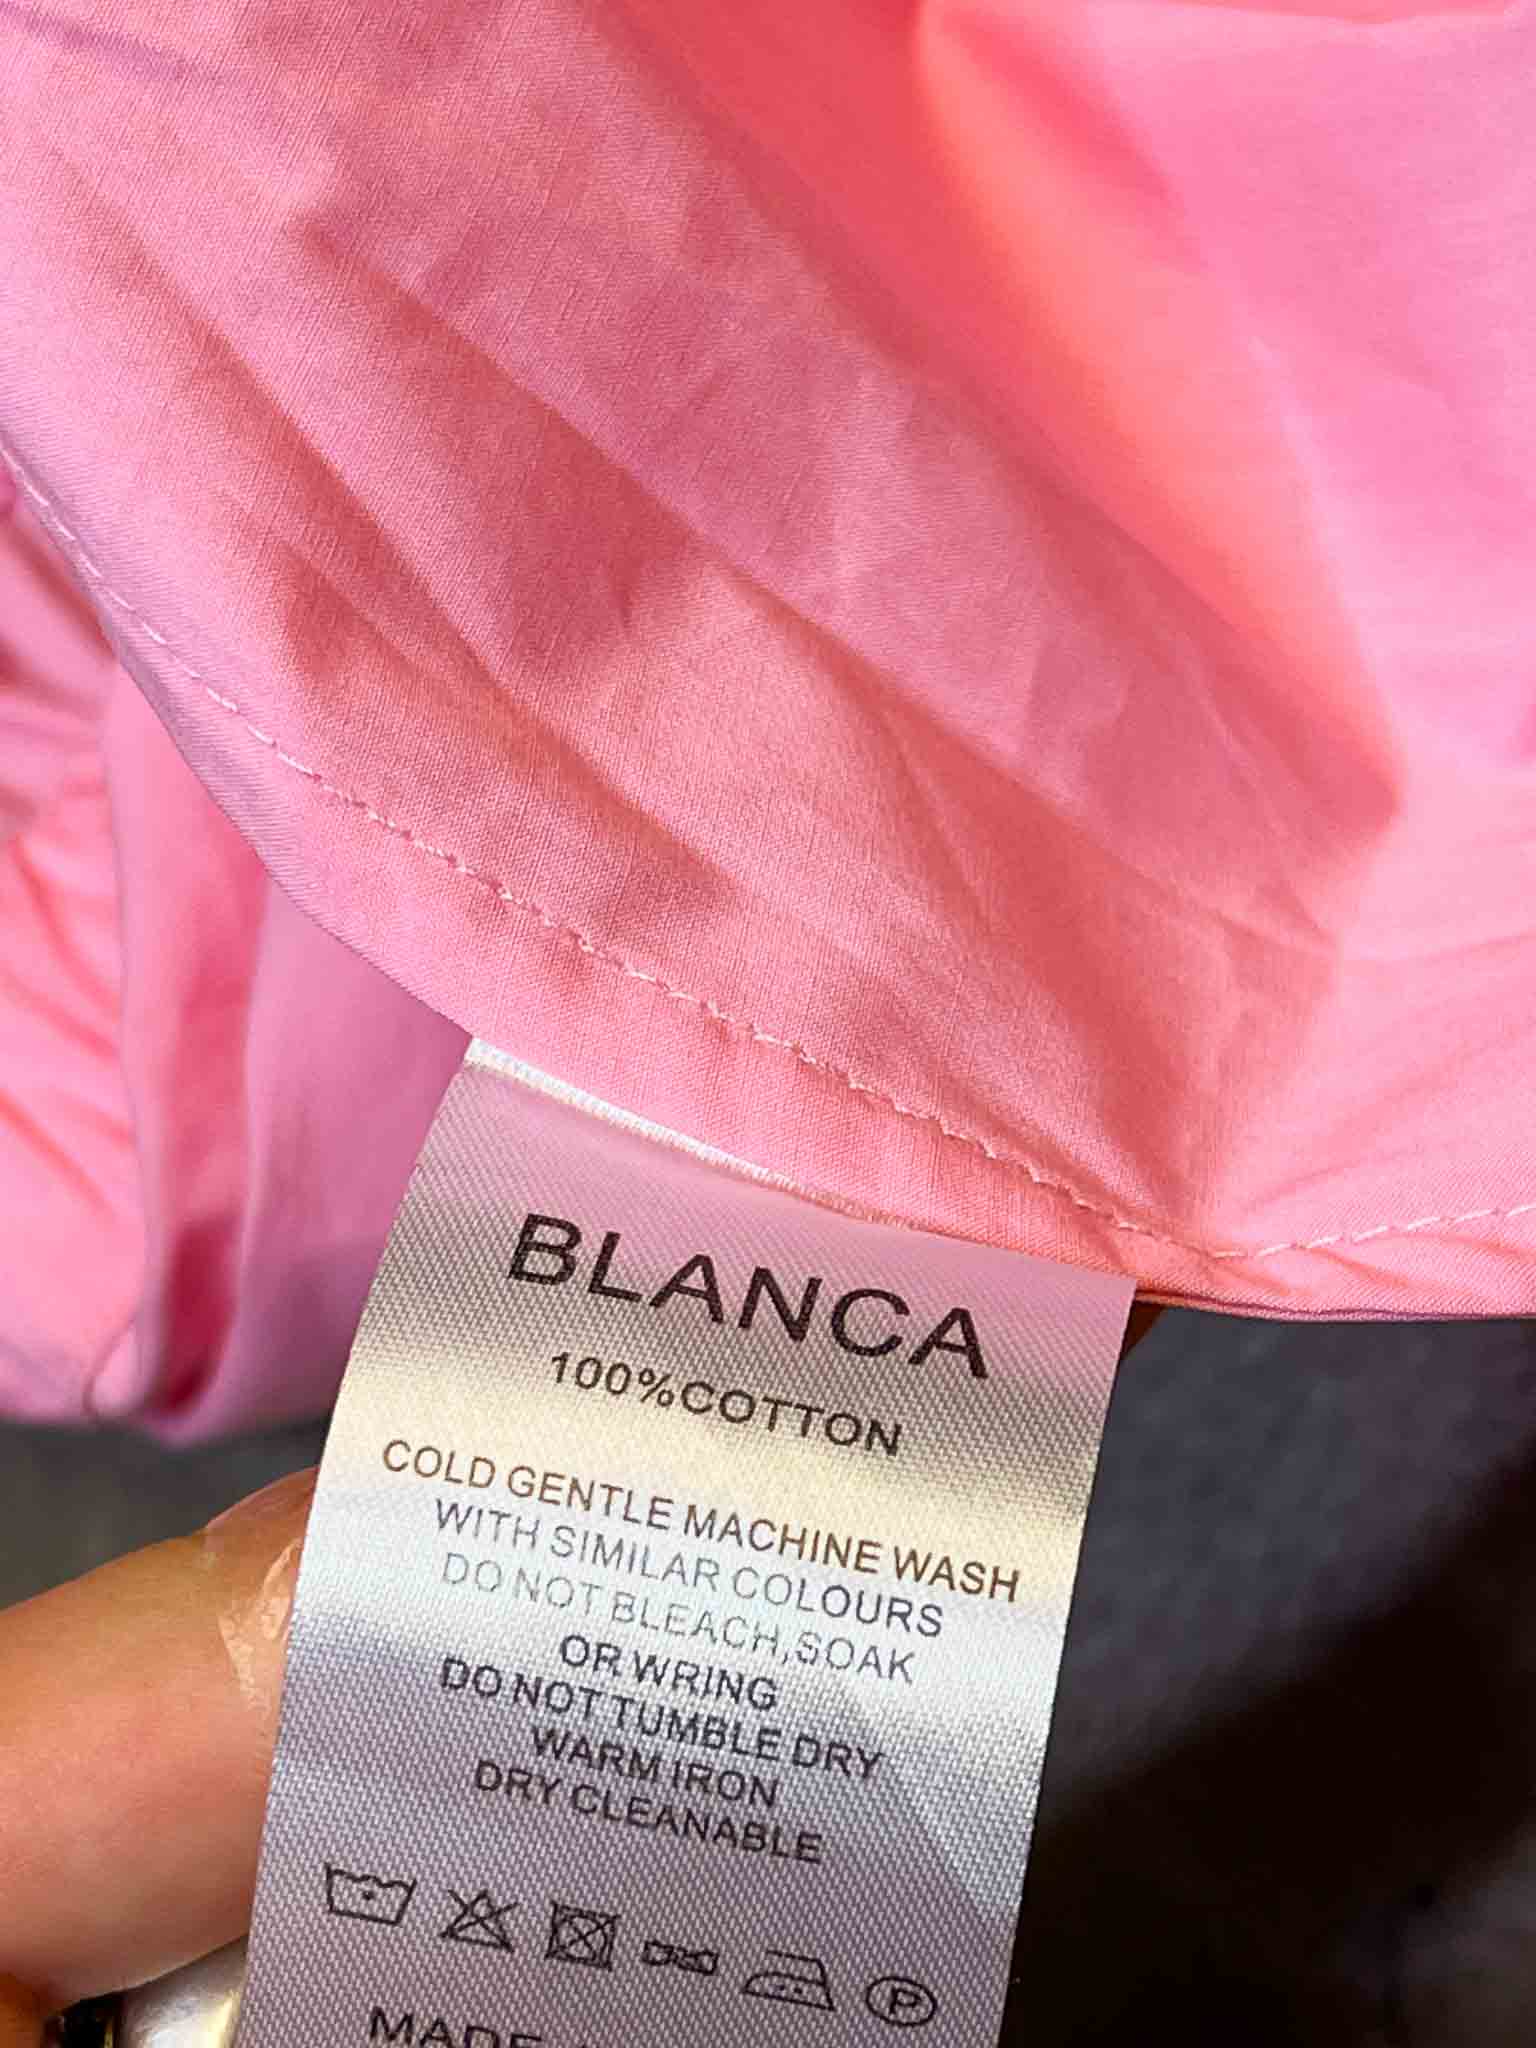 BLANCA
100%COTTON
COLD GENTLE MACHINE WASH
WITH SIMILAR COLOURS
DO NOT BLEACH,SOAK
OR WRING
DO NOT TUMBLE DRY
WARM IRON
DRY CLEANABLE
P
MADE